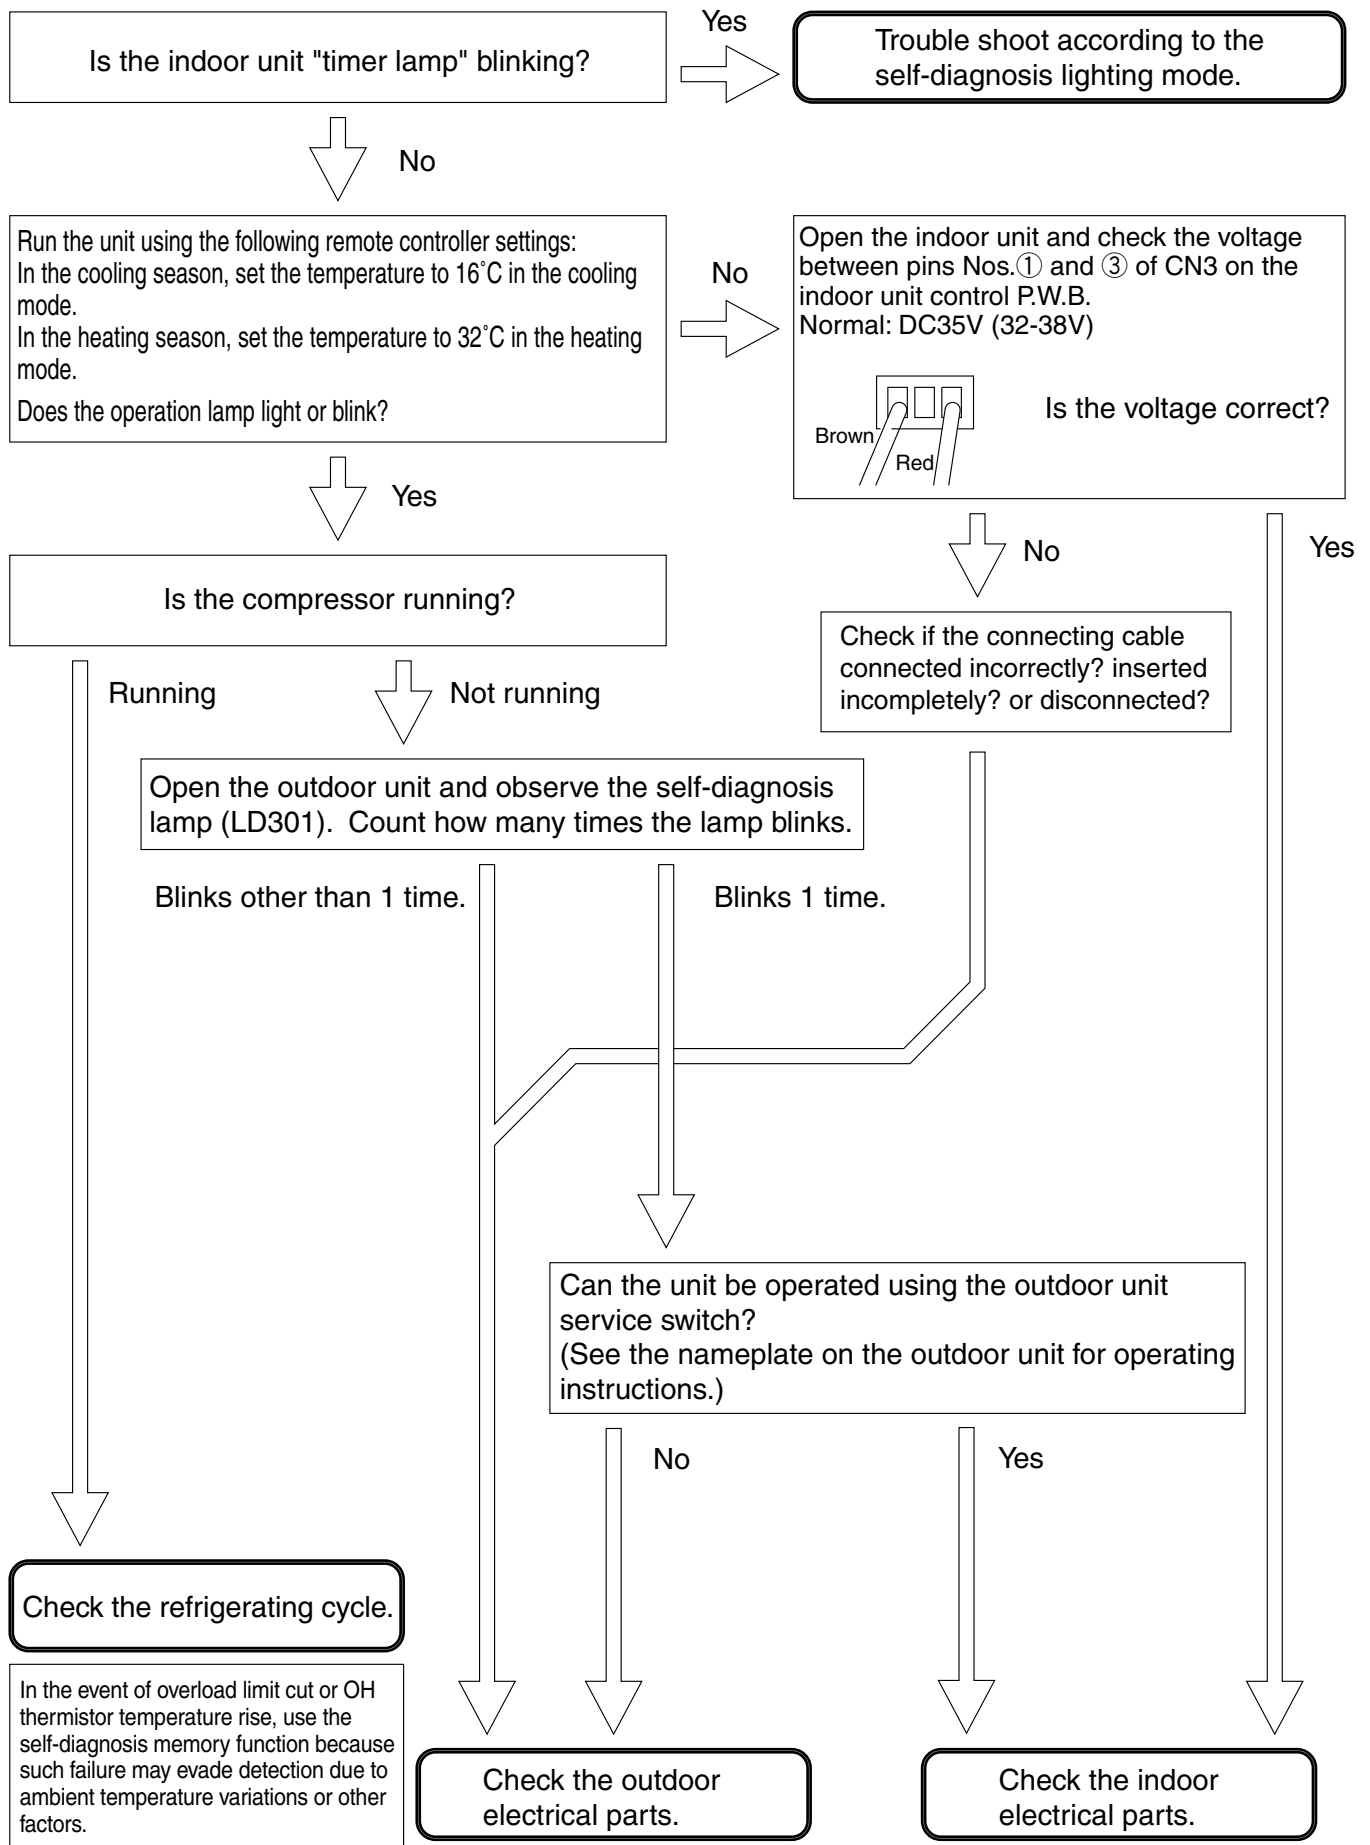 Is the indoor unit "timer lamp" blinking?
Yes
Trouble shoot according to the
self-diagnosis lighting mode.
No
Run the unit using the following remote controller settings:
In the cooling season, set the temperature to 16˚C in the cooling
mode.
In the heating season, set the temperature to 32˚C in the heating
mode.
Does the operation lamp light or blink?
No
Open the indoor unit and check the voltage
between pins Nos.① and ③ of CN3 on the
indoor unit control P.W.B.
Normal: DC35V (32-38V)
Is the voltage correct?
Brown
Red
Yes
No
Yes
Is the compressor running?
Check if the connecting cable
connected incorrectly? inserted
incompletely? or disconnected?
Running
Not running
Open the outdoor unit and observe the self-diagnosis
lamp (LD301).  Count how many times the lamp blinks.
Blinks other than 1 time.
Blinks 1 time.
Can the unit be operated using the outdoor unit
service switch?
(See the nameplate on the outdoor unit for operating
instructions.)
No
Yes
Check the refrigerating cycle.
In the event of overload limit cut or OH
thermistor temperature rise, use the
self-diagnosis memory function because
such failure may evade detection due to
ambient temperature variations or other
factors.
Check the outdoor
electrical parts.
Check the indoor
electrical parts.